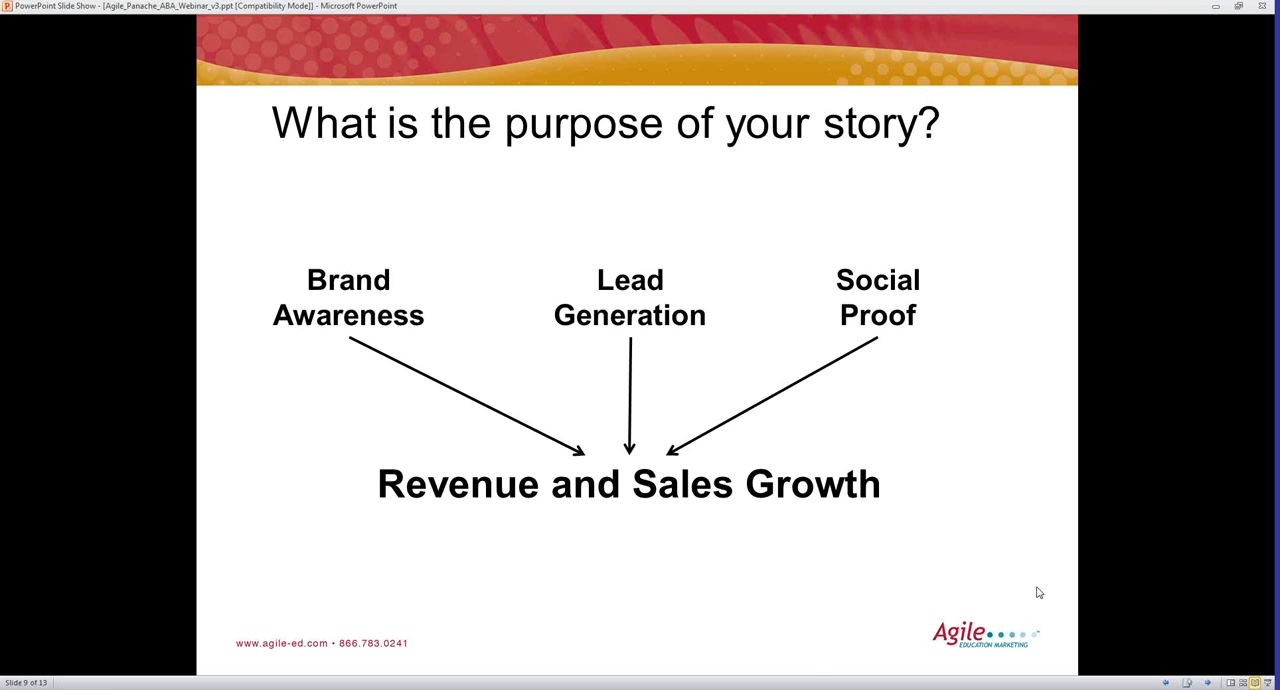 PowerPoint Slide Show - [Agile_Panache_ABA_Webinar_v3.ppt [Compatibility Mode]] - Microsoft PowerPoint
What is the purpose of your story?
Brand
Awareness
Lead
Generation
Social
Proof
Revenue and Sales Growth
www.agile-ed.com • 866.783.0241
Agile
EDUCATION MARKETING
Slide 9 of 13